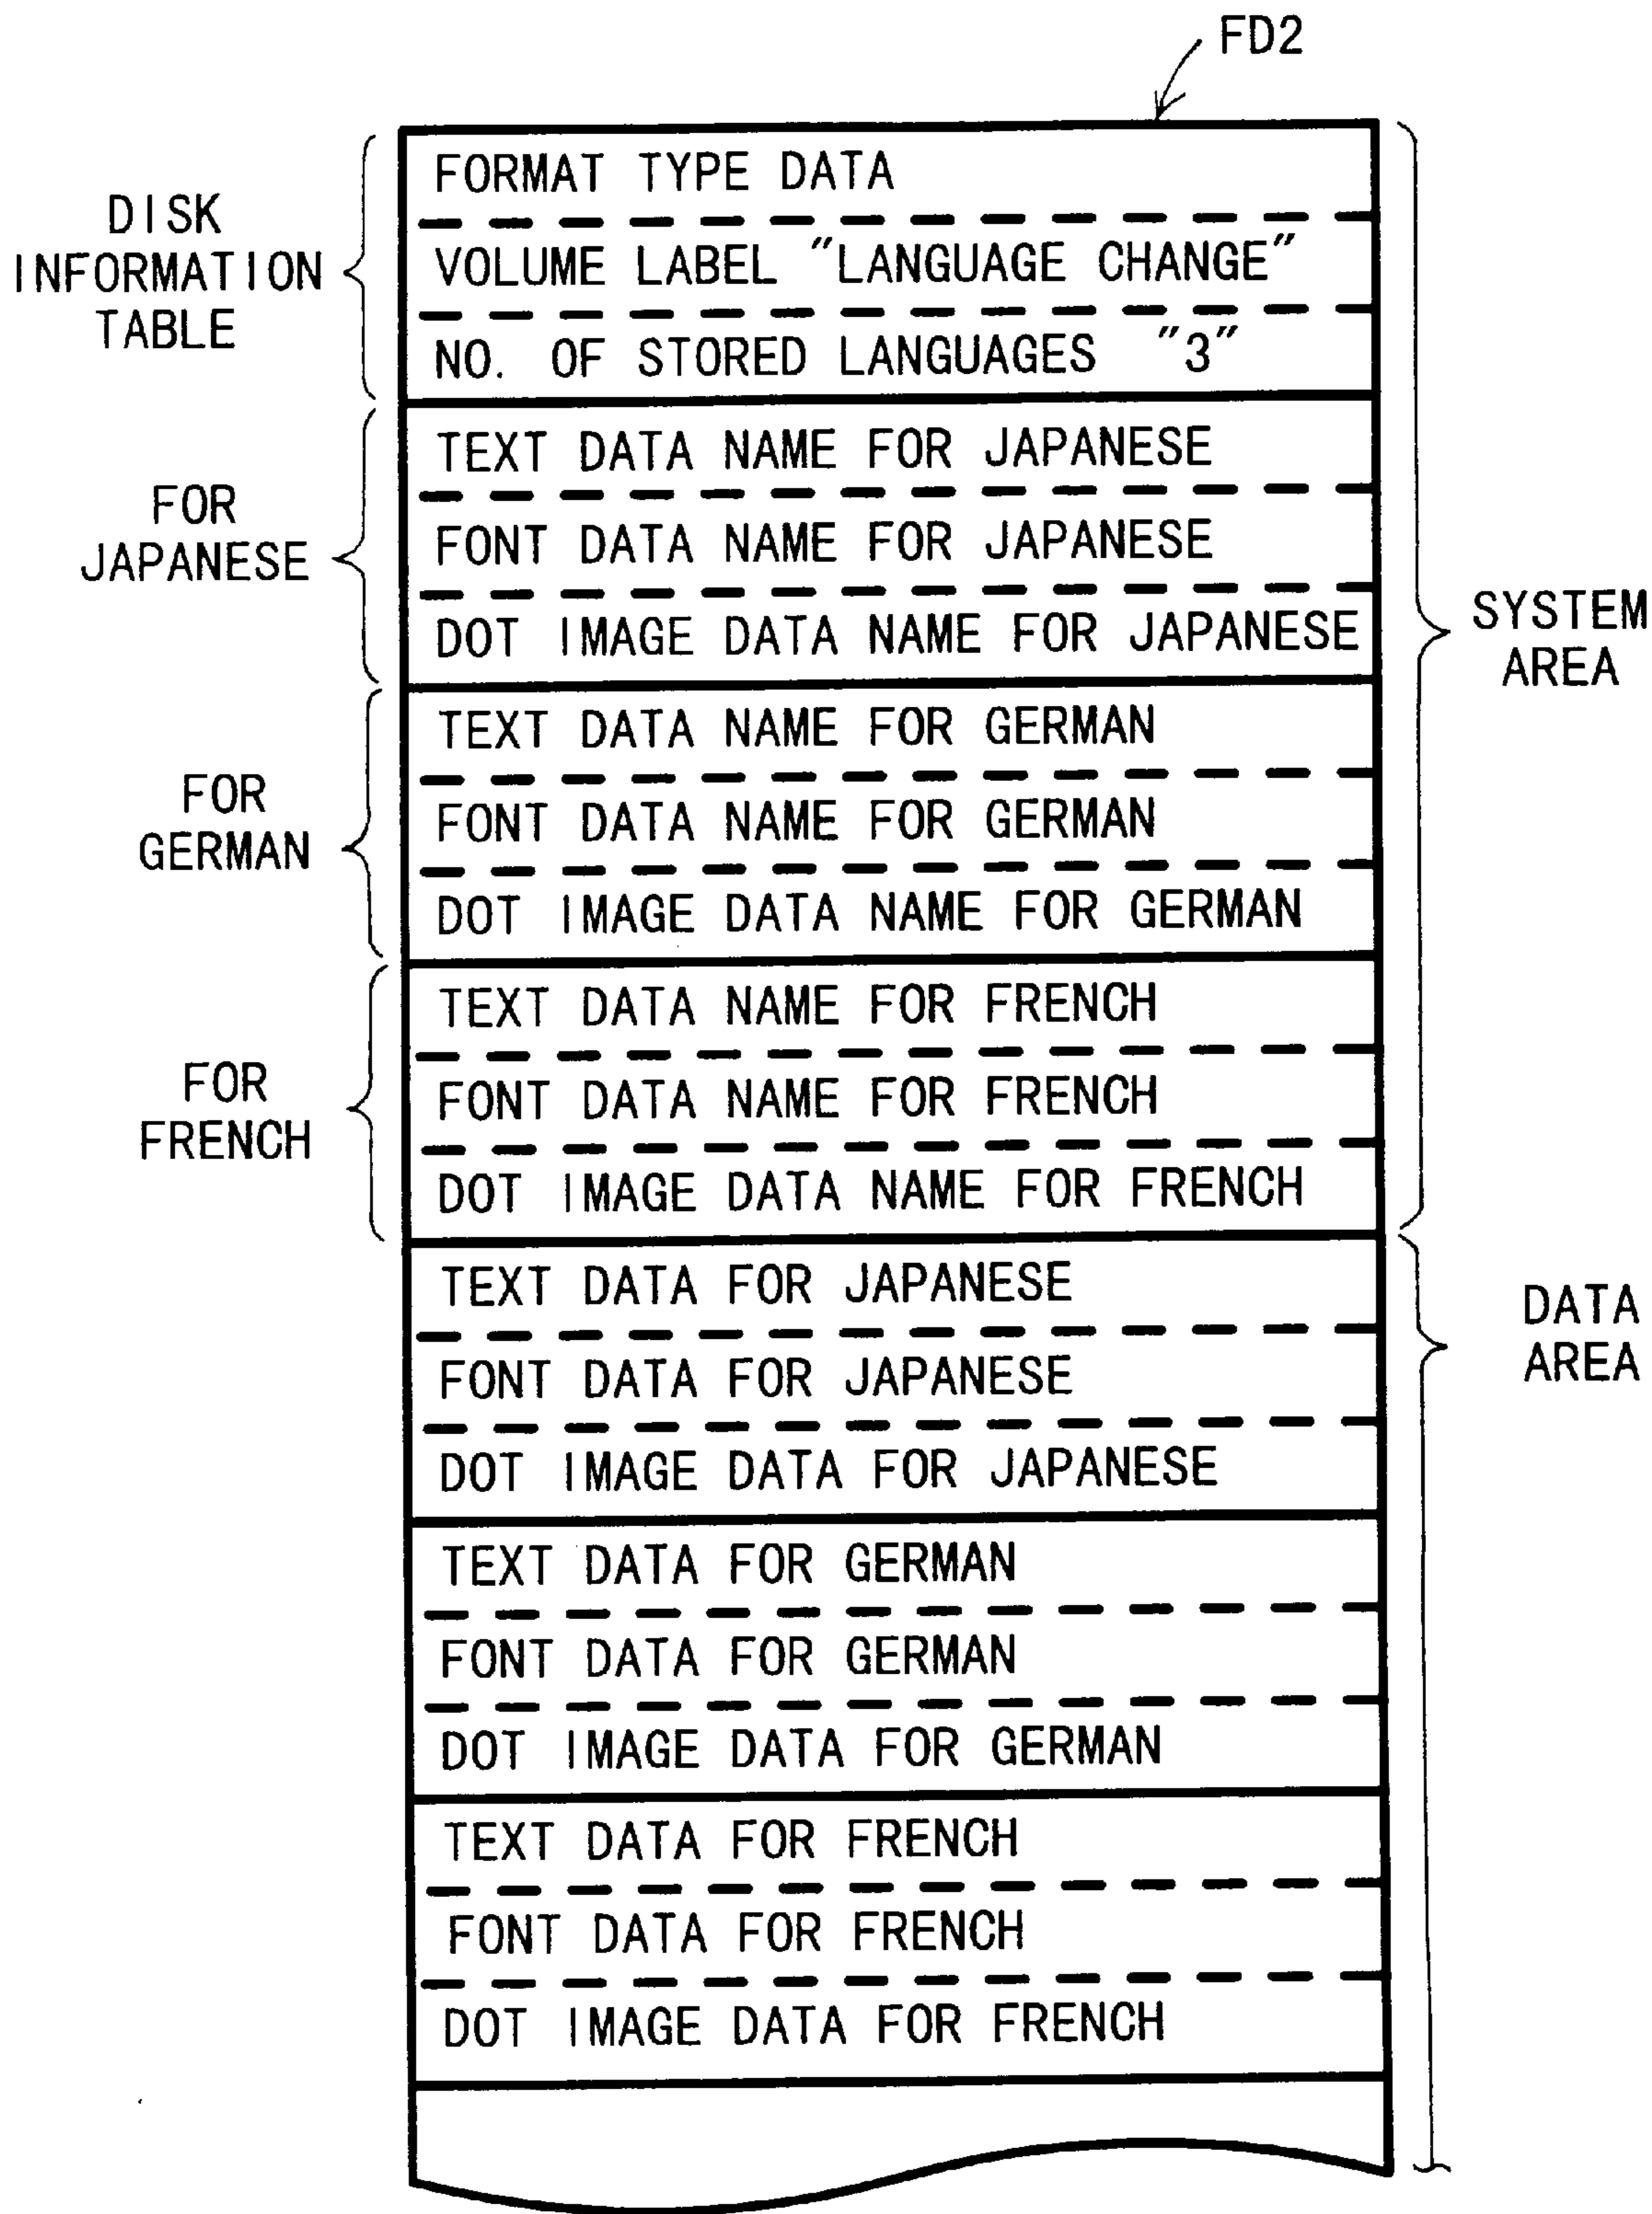 FD2
DISK
INFORMATION
TABLE
FORMAT TYPE DATA
VOLUME LABEL "LANGUAGE CHANGE"
NO. OF STORED LANGUAGES "3"
FOR
JAPANESE
TEXT DATA NAME FOR JAPANESE
FONT DATA NAME FOR JAPANESE
DOT IMAGE DATA NAME FOR JAPANESE
SYSTEM
AREA
FOR
GERMAN
TEXT DATA NAME FOR GERMAN
FONT DATA NAME FOR GERMAN
DOT IMAGE DATA NAME FOR GERMAN
FOR
FRENCH
TEXT DATA NAME FOR FRENCH
FONT DATA NAME FOR FRENCH
DOT IMAGE DATA NAME FOR FRENCH
TEXT DATA FOR JAPANESE
FONT DATA FOR JAPANESE
DOT IMAGE DATA FOR JAPANESE
DATA
AREA
TEXT DATA FOR GERMAN
FONT DATA FOR GERMAN
DOT IMAGE DATA FOR GERMAN
TEXT DATA FOR FRENCH
FONT DATA FOR FRENCH
DOT IMAGE DATA FOR FRENCH